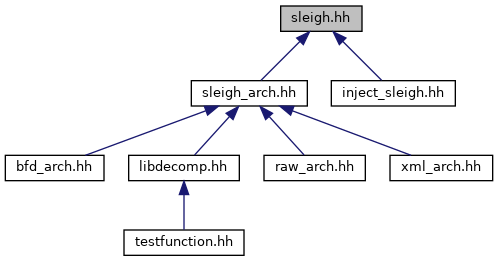 sleigh.hh
sleigh_arch.hh
inject_sleigh.hh
bfd_arch.hh
libdecomp.hh
raw_arch.hh
xml_arch.hh
testfunction.hh